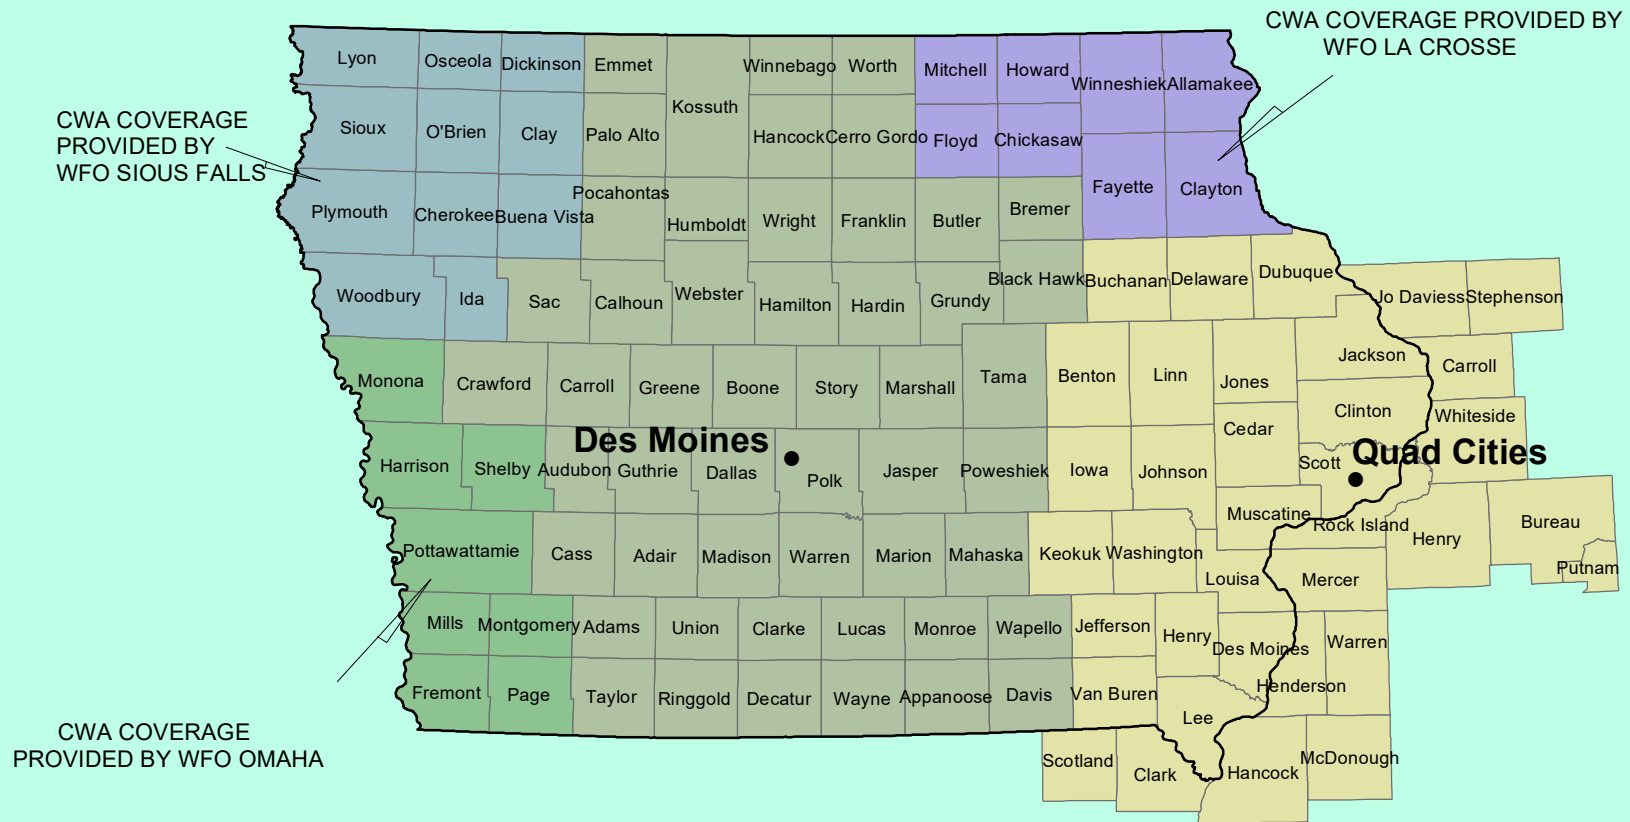 CWA COVERAGE PROVIDED BY
WFO LA CROSSE
CWA COVERAGE
PROVIDED BY
WFO SIOUS FALLS
Lyon Osceola Dickinson Emmet Winnebago Worth Mitchell Howard Winneshiek Allamakee
Kossuth
Sioux O'Brien Clay Palo Alto Hancock Cerro Gordo Floyd Chickasaw
Plymouth Cherokee Buena Vista Pocahontas Humboldt Wright Franklin Butler Bremer Fayette Clayton
Woodbury Ida Sac Calhoun Webster Hamilton Hardin Grundy Black Hawk Buchanan Delaware Dubuque Jo Daviess Stephenson
Monona Crawford Carroll Greene Boone Story Marshall Tama Benton Linn Jones Jackson Carroll
Cedar Clinton Whiteside
Des Moines Quad Cities
Harrison Shelby Audubon Guthrie Dallas Polk Jasper Poweshiek Iowa Johnson Scott
Muscatine Rock Island Henry Bureau
Pottawattamie Cass Adair Madison Warren Marion Mahaska Keokuk Washington Louisa Mercer Putnam
Mills Montgomery Adams Union Clarke Lucas Monroe Wapello Jefferson Henry Des Moines Warren
Fremont Page Taylor Ringgold Decatur Wayne Appanoose Davis Van Buren Lee Henderson
Scotland Clark Hancock McDonough
CWA COVERAGE
PROVIDED BY WFO OMAHA